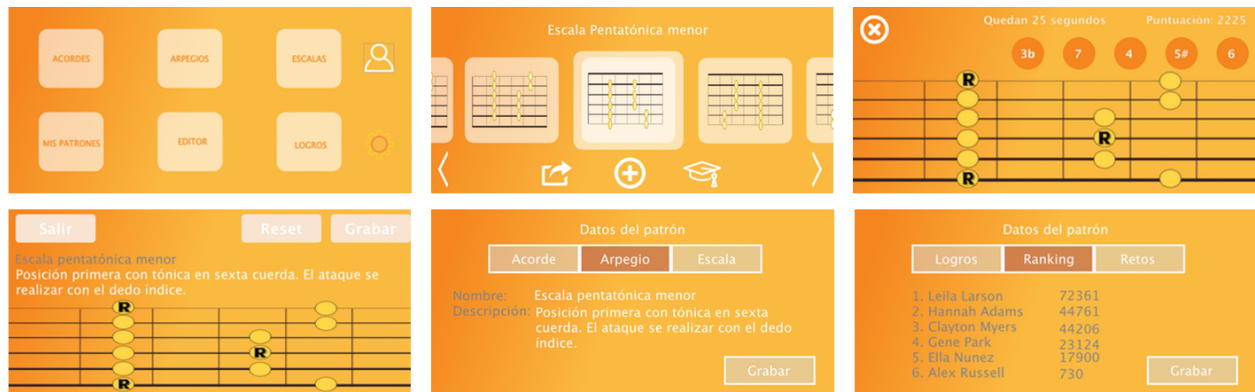 ACORDES
ARPEGIOS
ESCALAS
MIS PATRONES
EDITOR
LOGROS
Escala Pentatónica menor
Quedan 25 segundos
Puntuación: 2225
3b
7
4
5#
6
R
R
R
Salir
Reset
Grabar
Escala pentatónica menor
Posición primera con tónica en sexta cuerda. El ataque se
realizar con el dedo índice.
R
R
R
Datos del patrón
Acorde
Arpegio
Escala
Nombre: Escala pentatónica menor
Descripción: Posición primera con tónica en sexta
cuerda. El ataque se realizar con el dedo
índice.
Grabar
Datos del patrón
Logros
Ranking
Retos
1. Leila Larson 72361
2. Hannah Adams 44761
3. Clayton Myers 44206
4. Gene Park 23124
5. Ella Nunez 17900
6. Alex Russell 730
Grabar